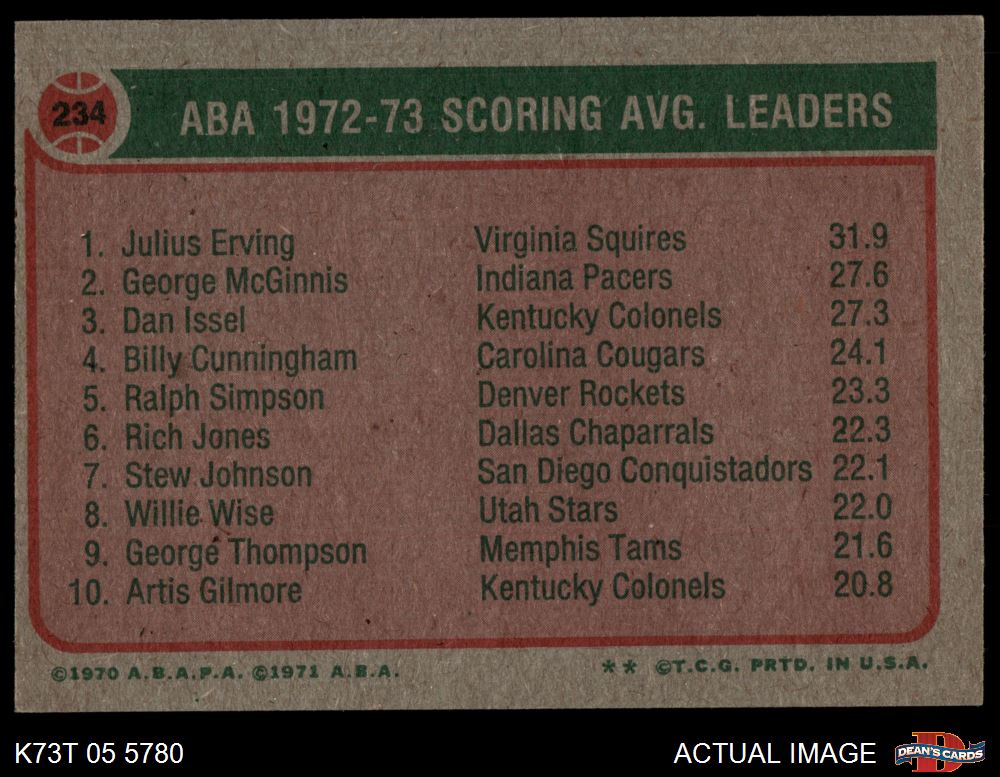 234
ABA 1972-73 SCORING AVG. LEADERS
1. Julius Erving Virginia Squires 31.9
2. George McGinnis Indiana Pacers 27.6
3. Dan Issel Kentucky Colonels 27.3
4. Billy Cunningham Carolina Cougars 24.1
5. Ralph Simpson Denver Rockets 23.3
6. Rich Jones Dallas Chaparrals 22.3
7. Stew Johnson San Diego Conquistadors 22.1
8. Willie Wise Utah Stars 22.0
9. George Thompson Memphis Tams 21.6
10. Artis Gilmore Kentucky Colonels 20.8
©1970 A.B.A.P.A. ©1971 A.B.A. ** ©T.C.G. PRTD. IN U.S.A.
K73T 05 5780 ACTUAL IMAGE D DEAN'S CARDS